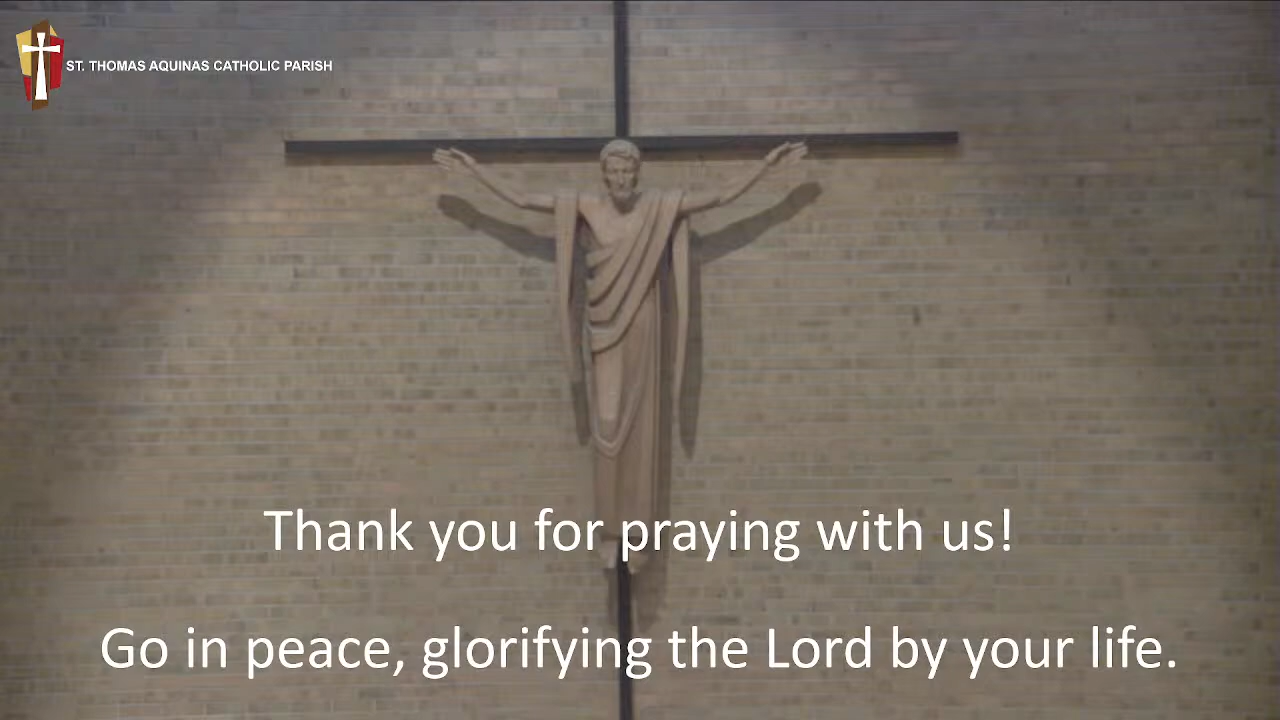 ST. THOMAS AQUINAS CATHOLIC PARISH
Thank you for praying with us!
Go in peace, glorifying the Lord by your life.